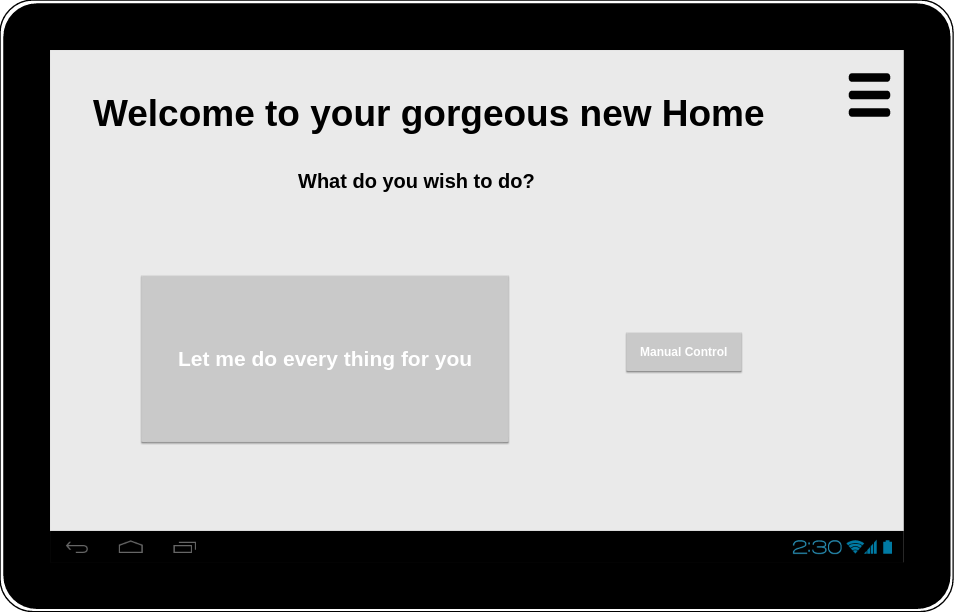 Welcome to your gorgeous new Home
What do you wish to do?
Let me do every thing for you
Manual Control
2:30